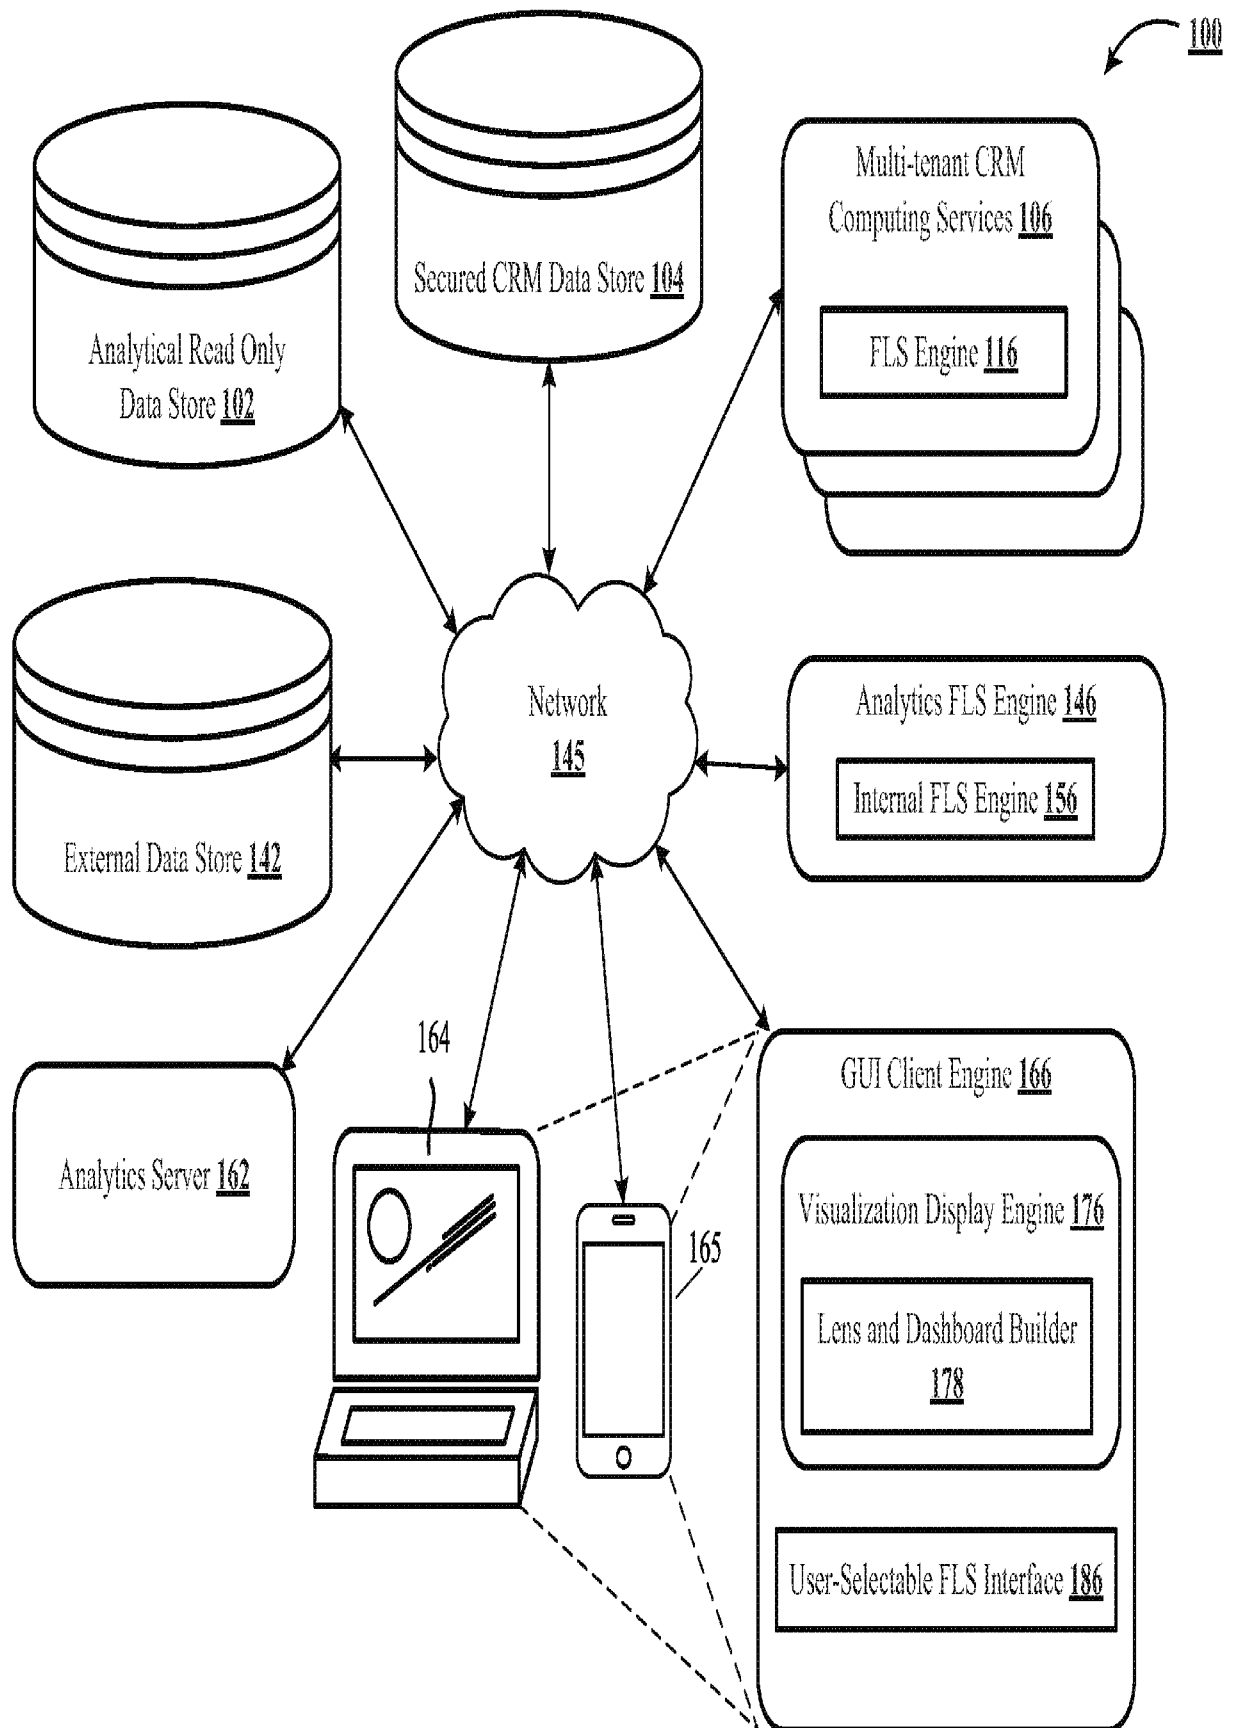 100
Multi-tenant CRM
Computing Services 106
FLS Engine 116
Secured CRM Data Store 104
Analytical Read Only
Data Store 102
Network
145
Analytics FLS Engine 146
Internal FLS Engine 156
External Data Store 142
164
GUI Client Engine 166
Analytics Server 162
Visualization Display Engine 176
165
Lens and Dashboard Builder
178
User-Selectable FLS Interface 186